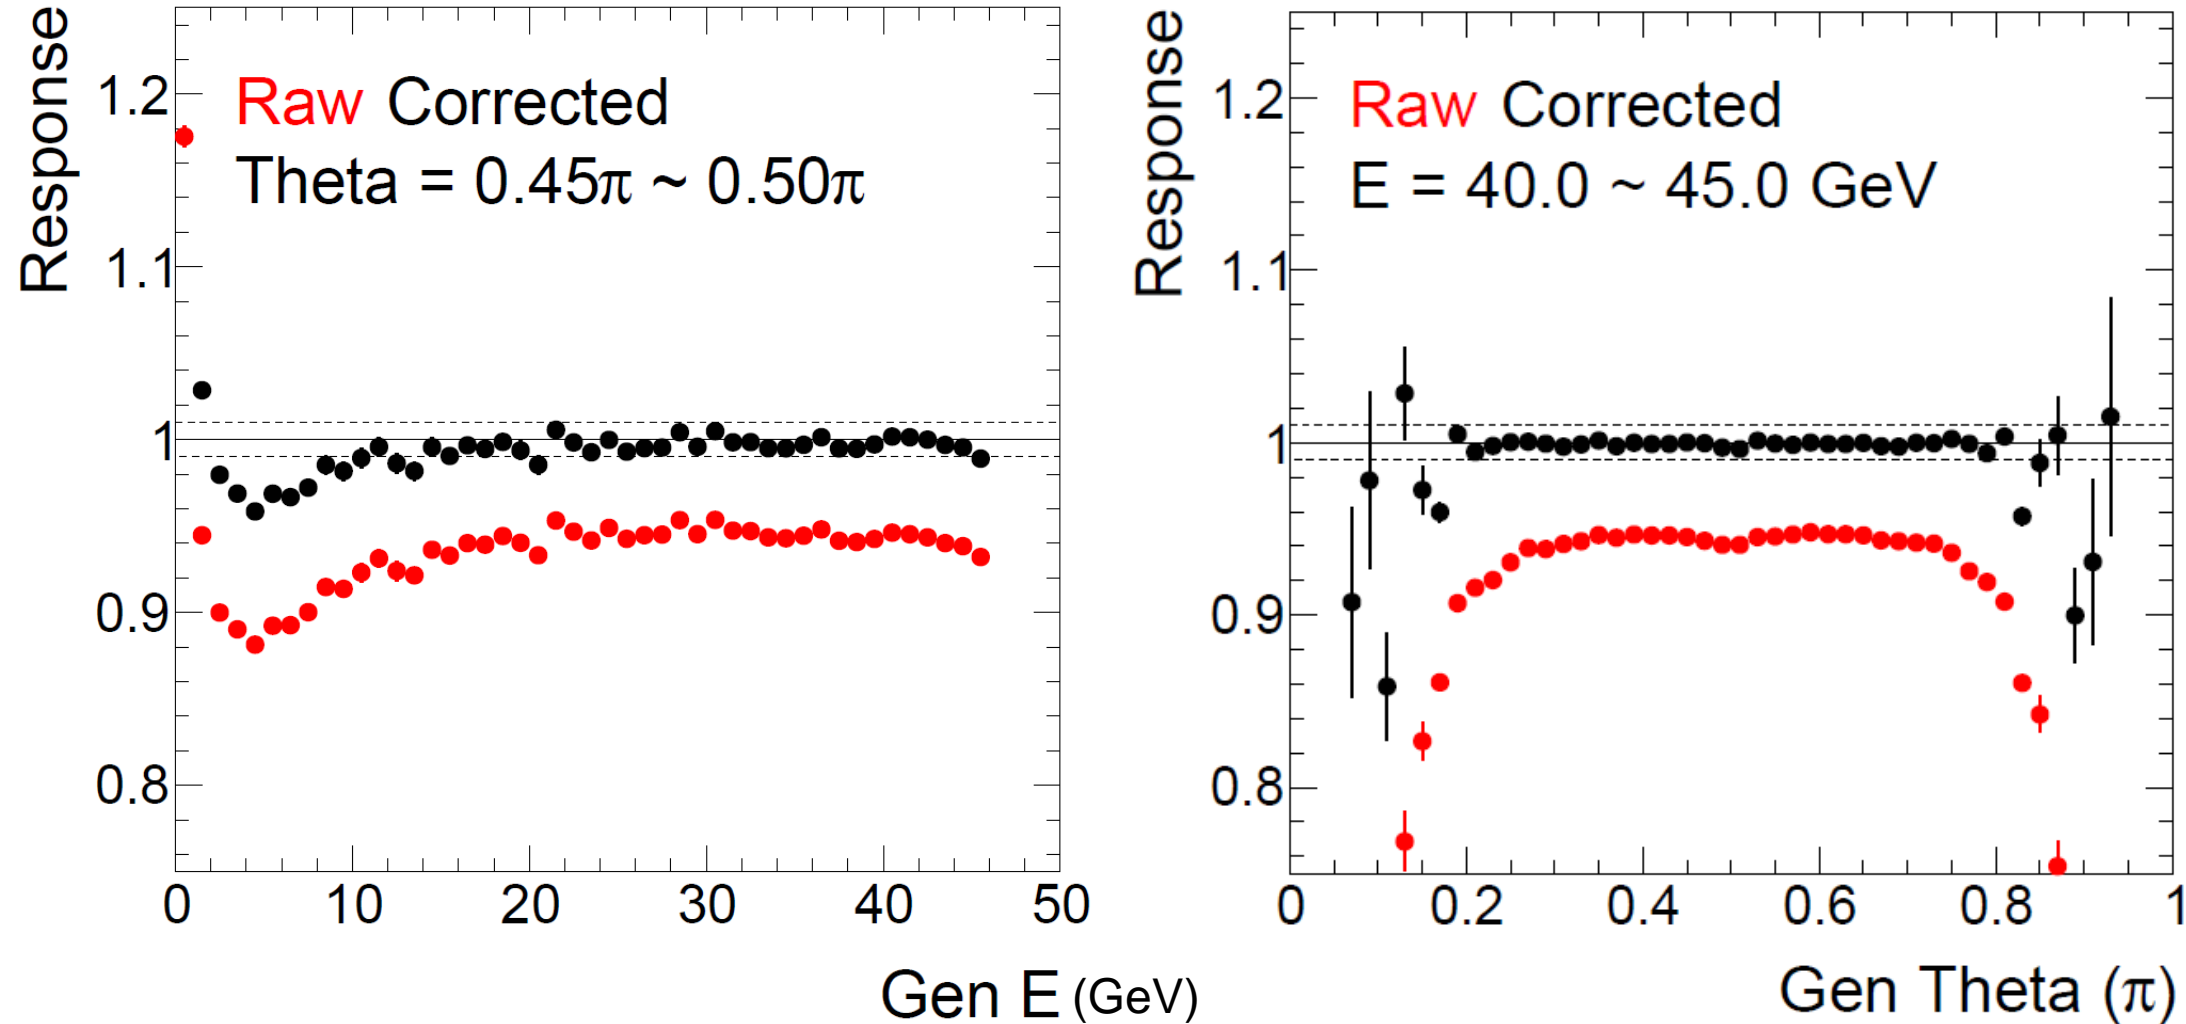 Response
1.2
1.1
1
0.9
0.8
Raw Corrected
Theta = 0.45π ~ 0.50π
0 10 20 30 40 50
Gen E (GeV)
Response
1.2
1.1
1
0.9
0.8
Raw Corrected
E = 40.0 ~ 45.0 GeV
0 0.2 0.4 0.6 0.8 1
Gen Theta (π)